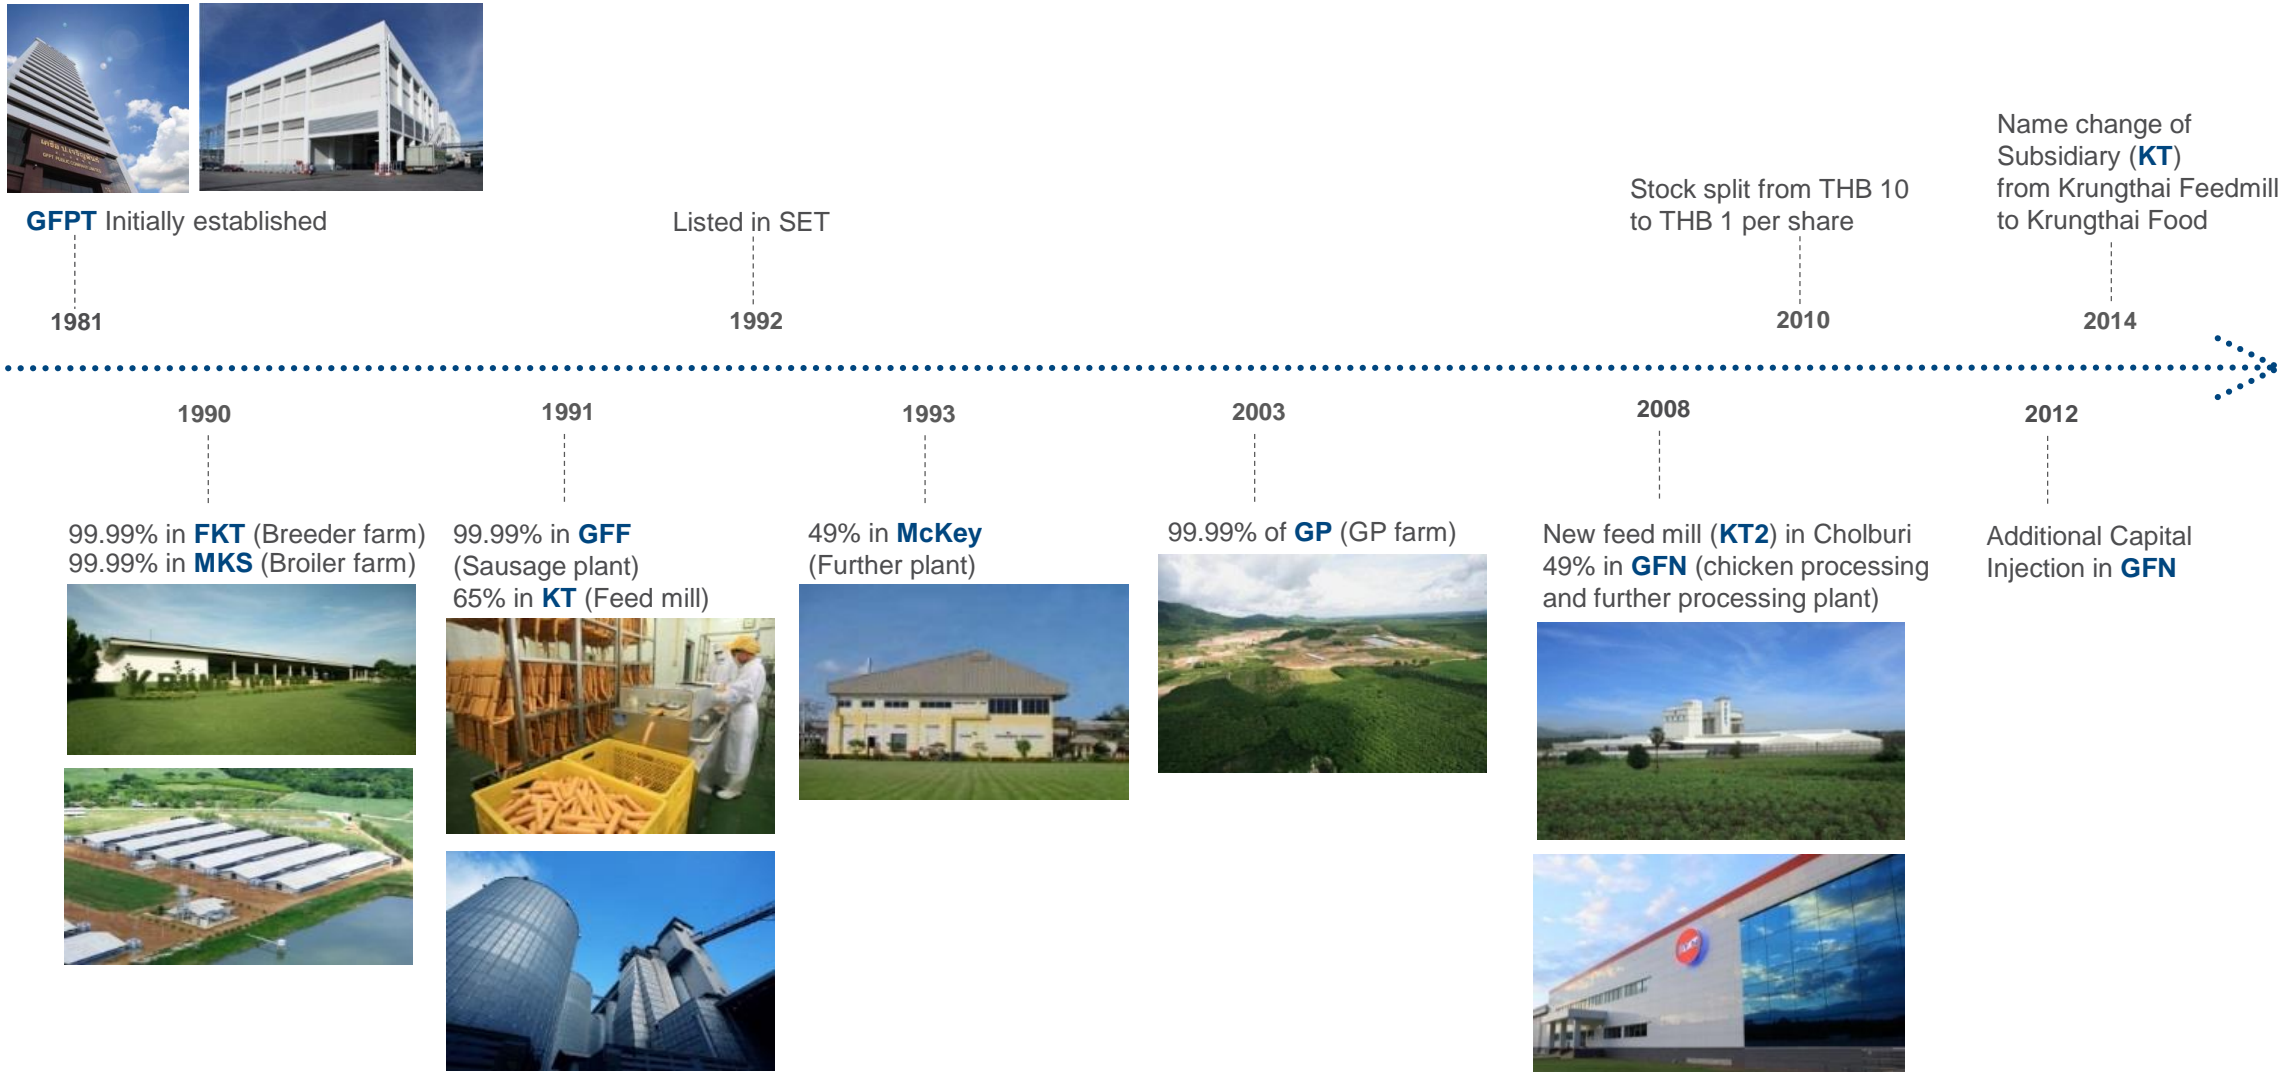 GFPT Initially established
1981
Listed in SET
1992
Stock split from THB 10
to THB 1 per share
2010
Name change of
Subsidiary (KT)
from Krungthai Feedmill
to Krungthai Food
2014
1990
99.99% in FKT (Breeder farm)
99.99% in MKS (Broiler farm)
1991
99.99% in GFF
(Sausage plant)
65% in KT (Feed mill)
1993
49% in McKey
(Further plant)
2003
99.99% of GP (GP farm)
2008
New feed mill (KT2) in Cholburi
49% in GFN (chicken processing
and further processing plant)
2012
Additional Capital
Injection in GFN